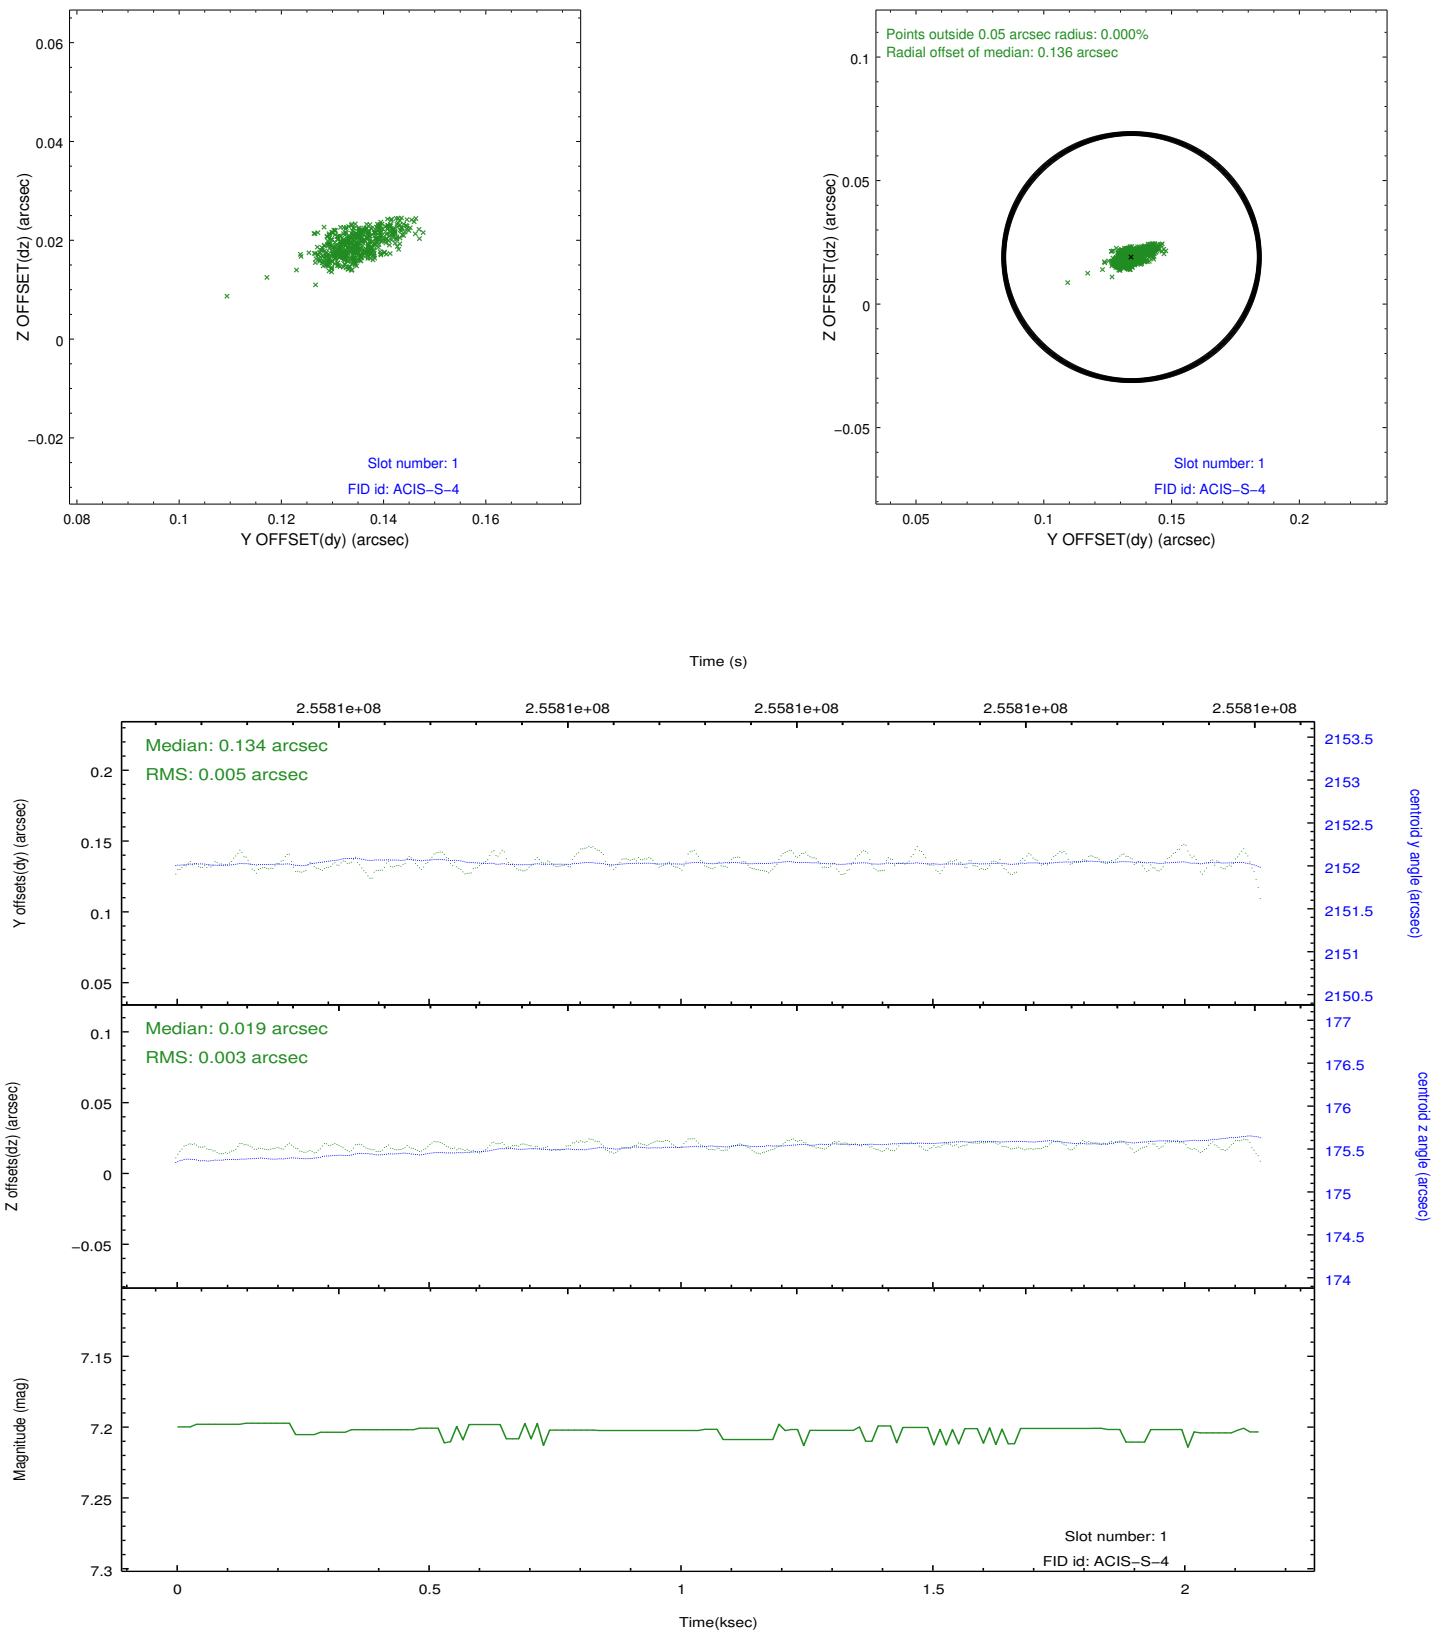 0.06
0.04
0.02
0
−0.02
Z OFFSET(dz) (arcsec)
Slot number: 1
FID id: ACIS−S−4
0.08
0.1
0.12
0.14
0.16
Y OFFSET(dy) (arcsec)
Points outside 0.05 arcsec radius: 0.000%
Radial offset of median: 0.136 arcsec
0.1
0.05
0
−0.05
Z OFFSET(dz) (arcsec)
Slot number: 1
FID id: ACIS−S−4
0.05
0.1
0.15
0.2
Y OFFSET(dy) (arcsec)
Time (s)
2.5581e+08
2.5581e+08
2.5581e+08
2.5581e+08
2.5581e+08
Median: 0.134 arcsec
RMS: 0.005 arcsec
0.2
0.15
0.1
0.05
Y offsets(dy) (arcsec)
2153.5
2153
2152.5
2152
2151.5
2151
2150.5
centroid y angle (arcsec)
Median: 0.019 arcsec
RMS: 0.003 arcsec
0.1
0.05
0
−0.05
Z offsets(dz) (arcsec)
177
176.5
176
175.5
175
174.5
174
centroid z angle (arcsec)
7.15
7.2
7.25
7.3
Magnitude (mag)
Slot number: 1
FID id: ACIS−S−4
0
0.5
1
1.5
2
Time(ksec)